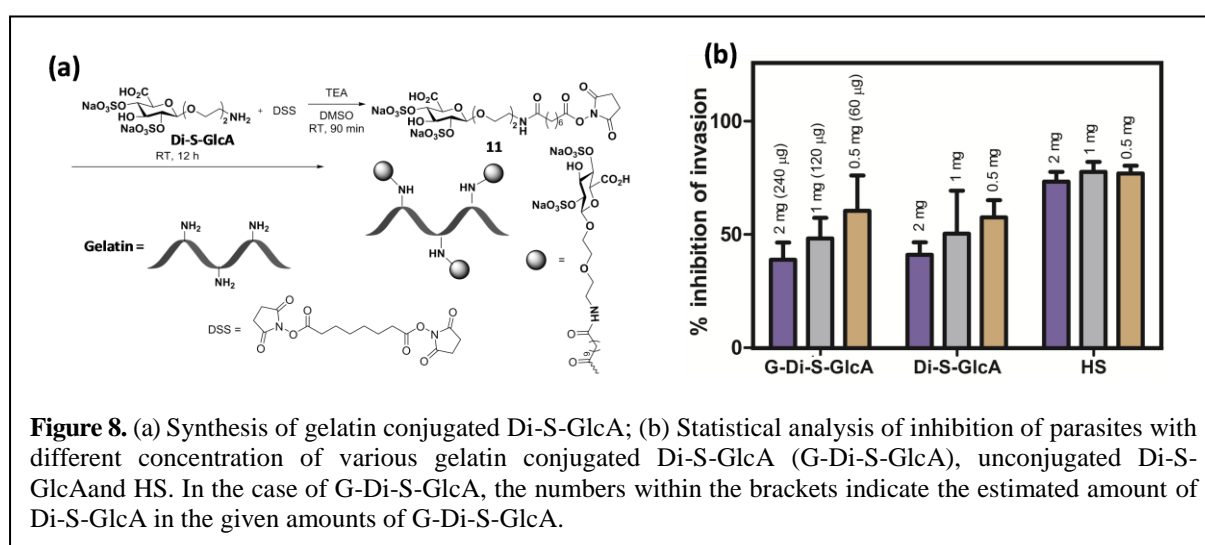 (a)
HO₂C
NaO₃SO
HO
NaO₃SO
O
O
2
NH₂
+ DSS
Di-S-GlcA
TEA
DMSO
RT, 90 min
HO₂C
NaO₃SO
HO
NaO₃SO
O
O
2
N
H
O
6
O
O-N
O
O
11
RT, 12 h
Gelatin =
NH₂
NH₂
NH₂
NH
NH
HN
=
NaO₃SO
HO
O
CO₂H
NaO₃SO
O
O
O
NH
O
6
O
DSS =
O
N
O
O
O
O
O-N
O
O
(b)
% inhibition of invasion
100
50
0
2 mg (240 µg)
1 mg (120 µg)
0.5 mg (60 µg)
2 mg
1 mg
0.5 mg
2 mg
1 mg
0.5 mg
G-Di-S-GlcA
Di-S-GlcA
HS
Figure 8. (a) Synthesis of gelatin conjugated Di-S-GlcA; (b) Statistical analysis of inhibition of parasites with
different concentration of various gelatin conjugated Di-S-GlcA (G-Di-S-GlcA), unconjugated Di-S-
GlcAand HS. In the case of G-Di-S-GlcA, the numbers within the brackets indicate the estimated amount of
Di-S-GlcA in the given amounts of G-Di-S-GlcA.